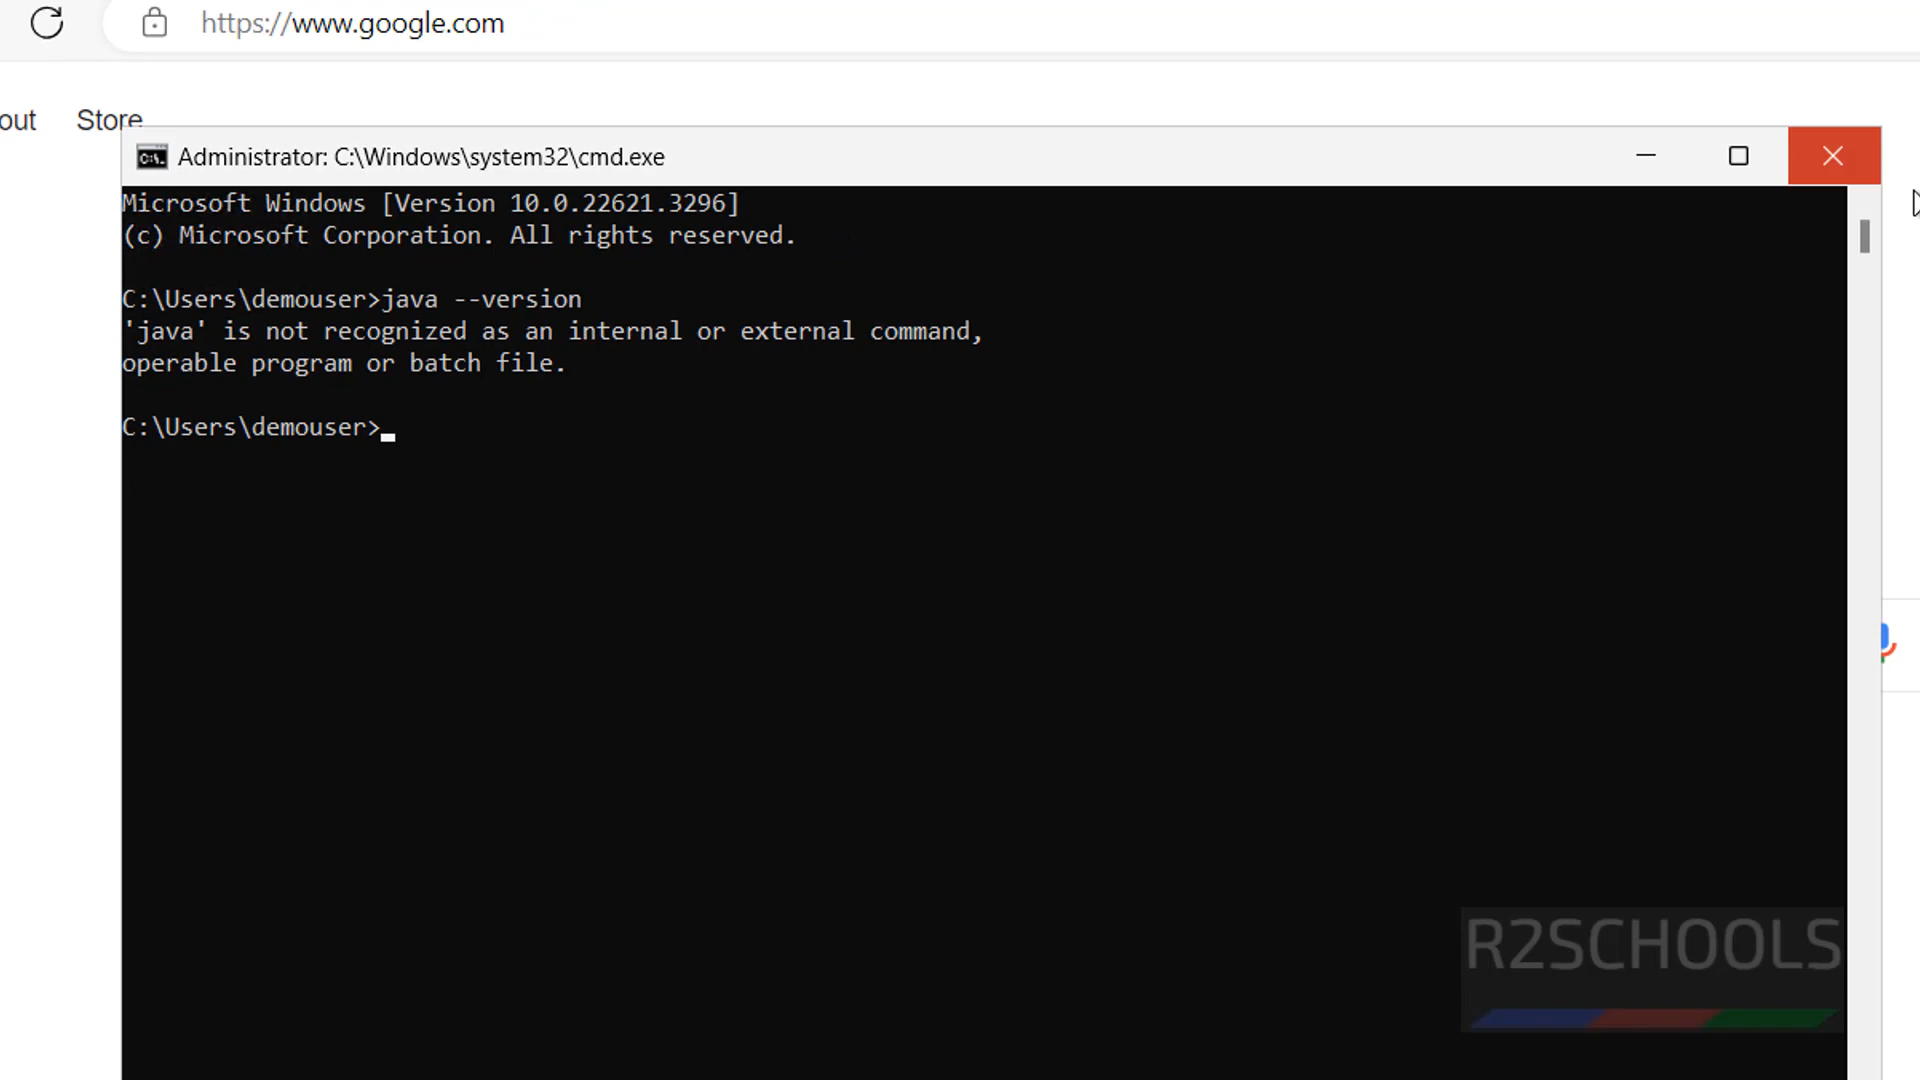 https://www.google.com
out Store
Administrator: C:\Windows\system32\cmd.exe
Microsoft Windows [Version 10.0.22621.3296]
(c) Microsoft Corporation. All rights reserved.
C:\Users\demouser>java --version
'java' is not recognized as an internal or external command,
operable program or batch file.
C:\Users\demouser>
R2SCHOOLS